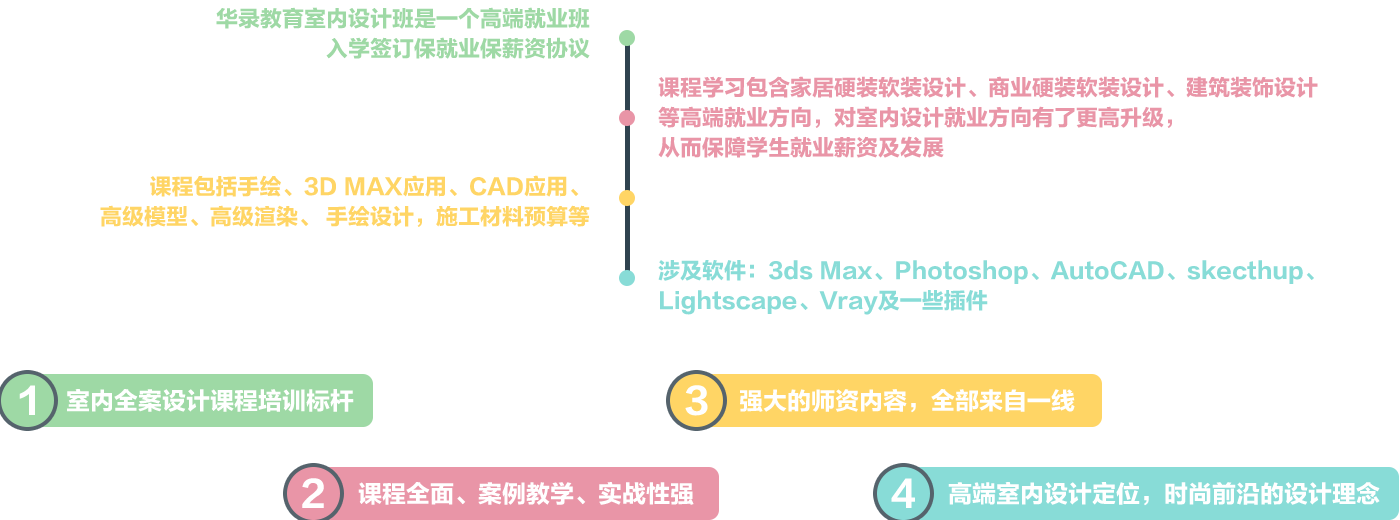 华录教育室内设计班是一个高端就业班
入学签订保就业保薪资协议
课程学习包含家居硬装软装设计、商业硬装软装设计、建筑装饰设计
等高端就业方向，对室内设计就业方向有了更高升级，
从而保障学生就业薪资及发展
课程包括手绘、3D MAX应用、CAD应用、
高级模型、高级渲染、 手绘设计，施工材料预算等
涉及软件：3ds Max、Photoshop、AutoCAD、skecthup、
Lightscape、Vray及一些插件
1 室内全案设计课程培训标杆
3 强大的师资内容，全部来自一线
2 课程全面、案例教学、实战性强
4 高端室内设计定位，时尚前沿的设计理念